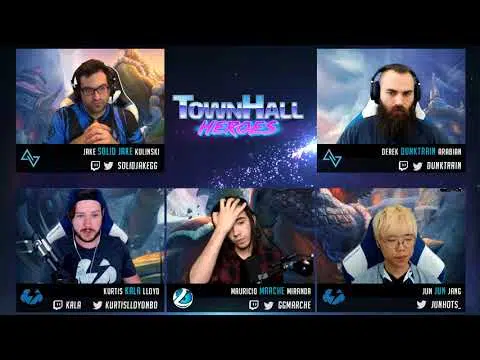 TOWNHALL
HEROES
JAKE SOLID JAKE KULINSKI
SOLIDJAKEGG
DEREK DUNKTRAIN ARABIAN
DUNKTRAIN
KURTIS KALA LLOYD
KALA KURTISLLOYDNBD
MAURICIO MARCHE MIRANDA
GGMARCHE
JUN JUN JANG
JUNHOTS_